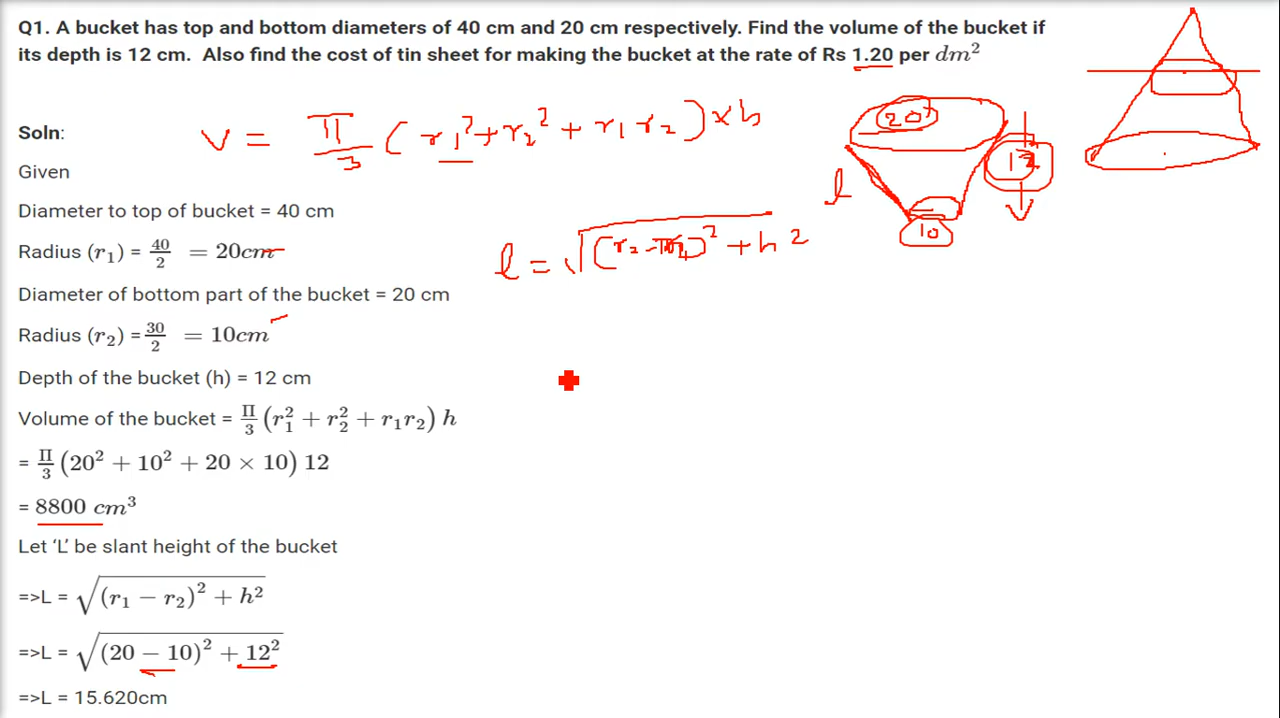 Q1. A bucket has top and bottom diameters of 40 cm and 20 cm respectively. Find the volume of the bucket if
its depth is 12 cm.  Also find the cost of tin sheet for making the bucket at the rate of Rs 1.20 per dm²
Soln:
V = π/3 (r₁² + r₂² + r₁ r₂) × h
20
12
l
10
Given
Diameter to top of bucket = 40 cm
Radius (r₁) = 40/2 = 20cm
l = √((r₂ - r₁)² + h²)
Diameter of bottom part of the bucket = 20 cm
Radius (r₂) = 30/2 = 10cm
Depth of the bucket (h) = 12 cm
Volume of the bucket = Π/3 (r₁² + r₂² + r₁r₂) h
= Π/3 (20² + 10² + 20 × 10) 12
= 8800 cm³
Let ‘L’ be slant height of the bucket
=>L = √((r₁ − r₂)² + h²)
=>L = √((20 − 10)² + 12²)
=>L = 15.620cm